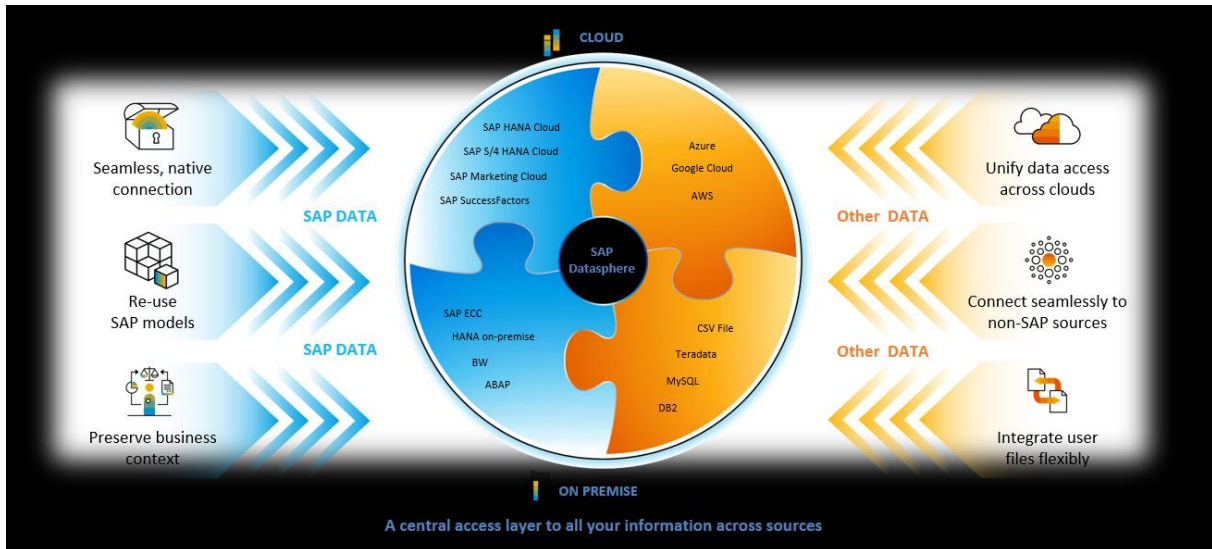 CLOUD
Seamless, native
connection
SAP DATA
Re-use
SAP models
SAP DATA
Preserve business
context
SAP HANA Cloud
SAP S/4 HANA Cloud
SAP Marketing Cloud
SAP SuccessFactors
Azure
Google Cloud
AWS
SAP
Datasphere
SAP ECC
HANA on-premise
BW
ABAP
CSV File
Teradata
MySQL
DB2
Unify data access
across clouds
Other DATA
Connect seamlessly to
non-SAP sources
Other DATA
Integrate user
files flexibly
ON PREMISE
A central access layer to all your information across sources